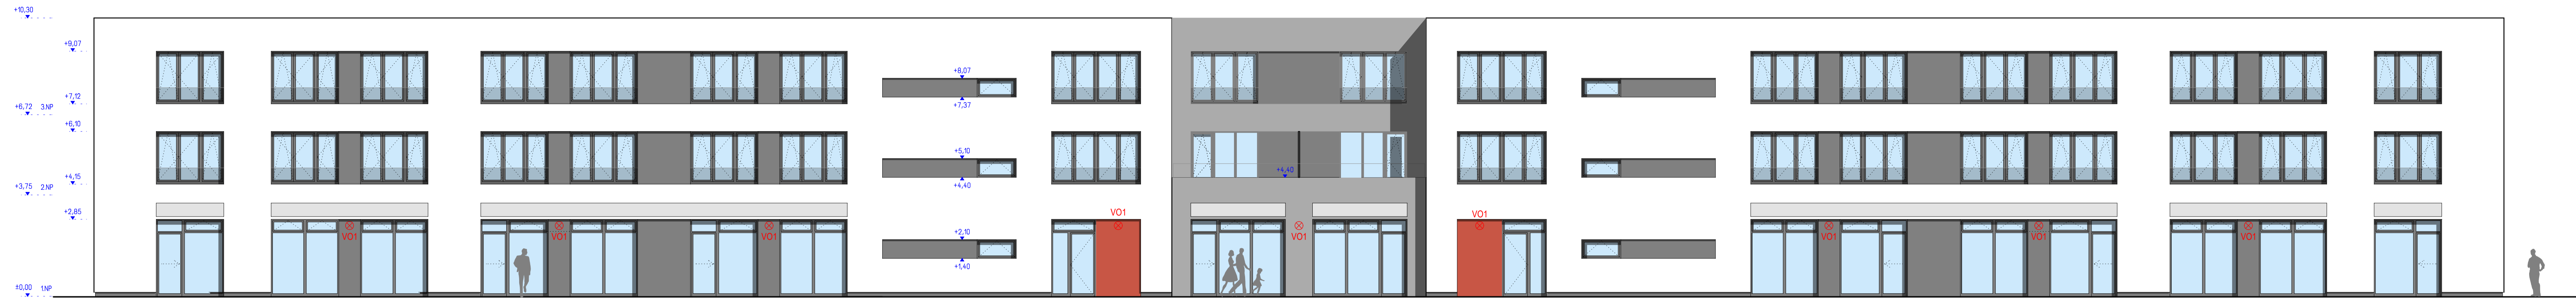 +10,30
+9,07
+8,07
+7,12
+7,37
+6,72 3.NP
+6,10
+5,10
+4,15
+4,40
+4,40
+3,75 2.NP
+2,85
VO1
VO1
VO1
VO1
VO1
VO1
VO1
VO1
VO1
VO1
+2,10
+1,40
±0,00 1.NP